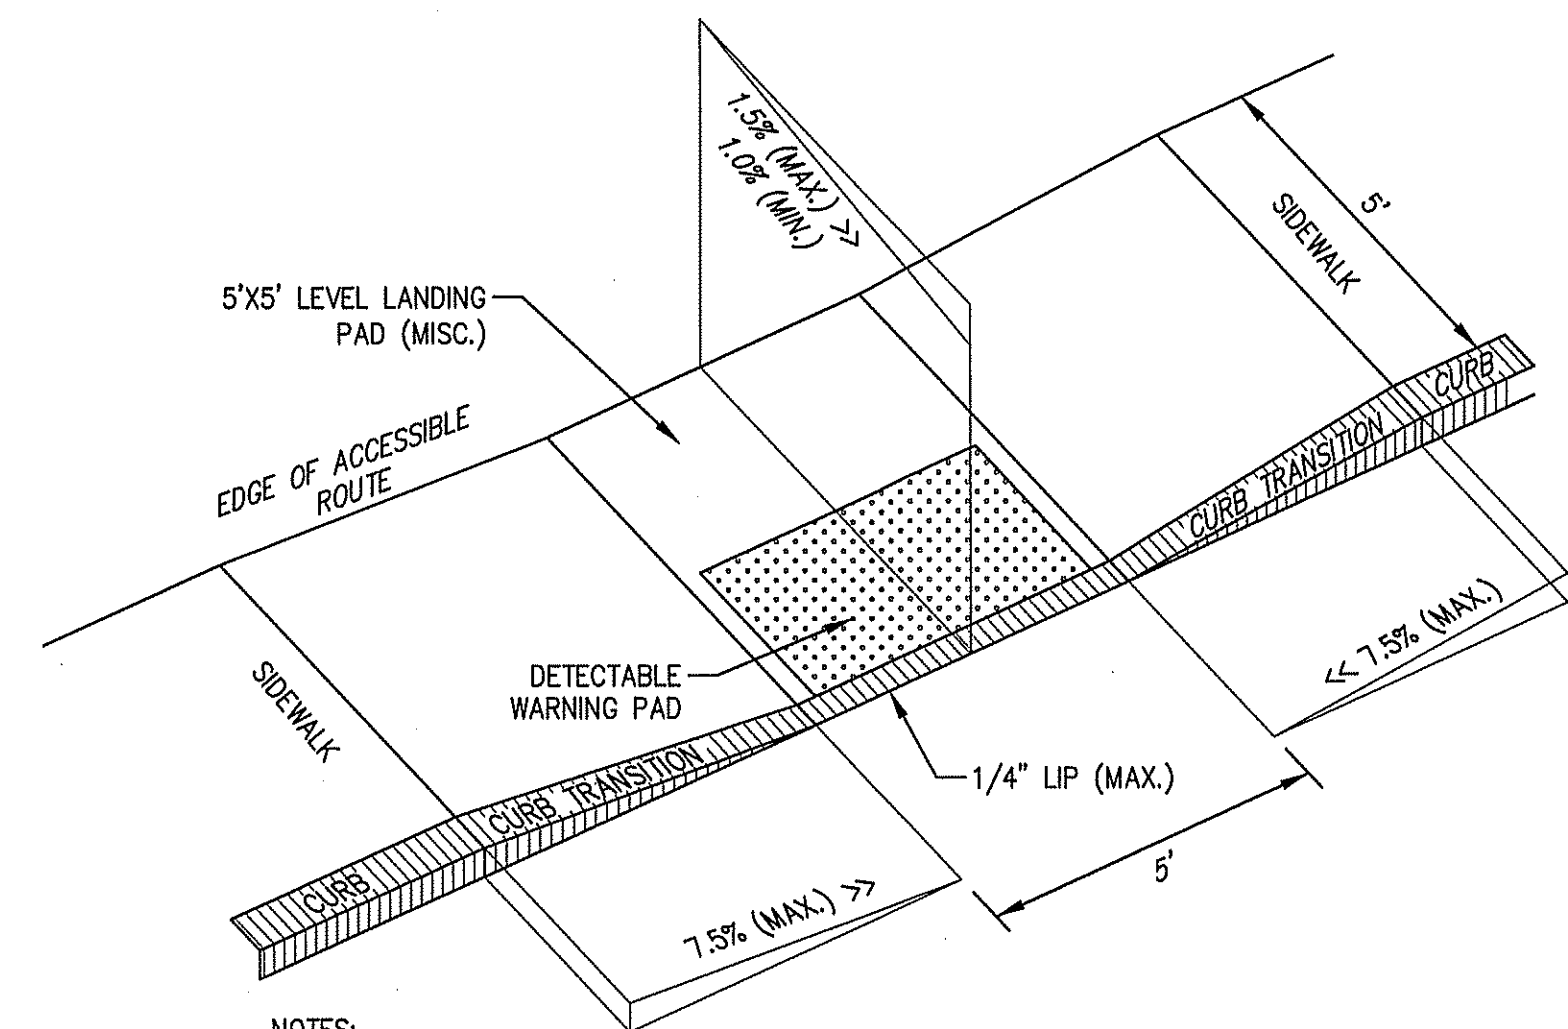 1.5% (MAX.) >>
1.0% (MIN.)
5'
SIDEWALK
5'X5' LEVEL LANDING
PAD (MISC.)
CURB
CURB TRANSITION
EDGE OF ACCESSIBLE
ROUTE
<< 7.5% (MAX.)
SIDEWALK
DETECTABLE
WARNING PAD
1/4" LIP (MAX.)
CURB TRANSITION
5'
CURB
7.5% (MAX.) >>
NOTES: